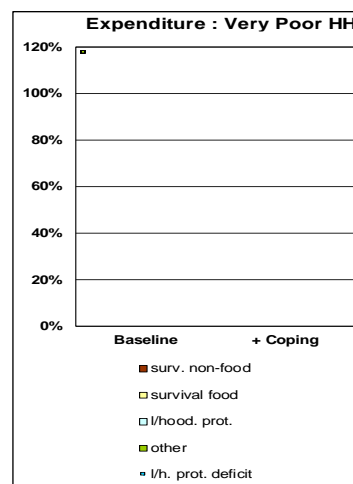 Expenditure : Very Poor HH
120%
100%
80%
60%
40%
20%
0%
Baseline + Coping
surv. non-food
survival food
l/hood. prot.
other
l/h. prot. deficit